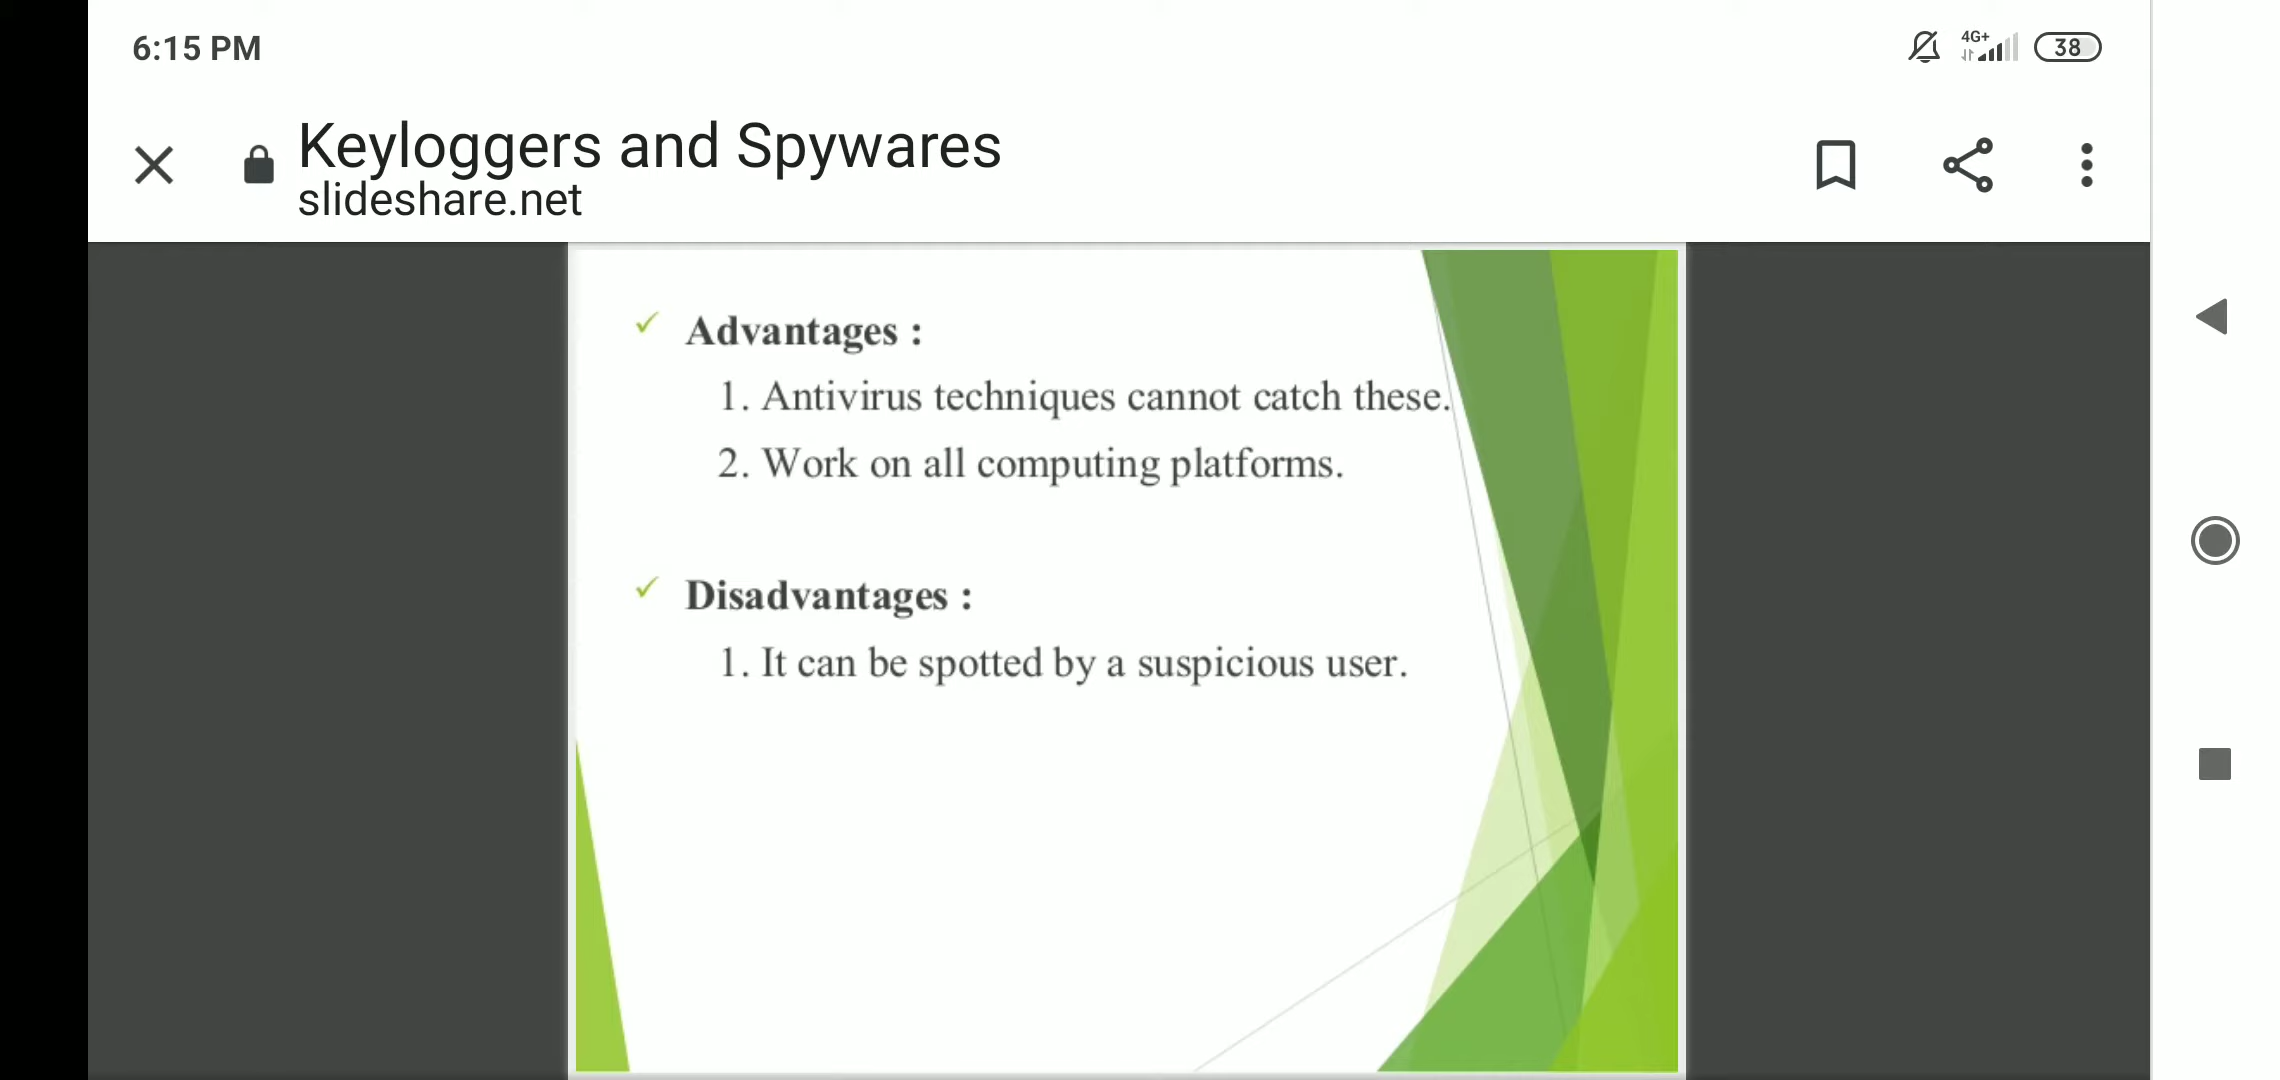 6:15 PM
4G+
38
Keyloggers and Spywares
slideshare.net
✓ Advantages :
1. Antivirus techniques cannot catch these.
2. Work on all computing platforms.
✓ Disadvantages :
1. It can be spotted by a suspicious user.